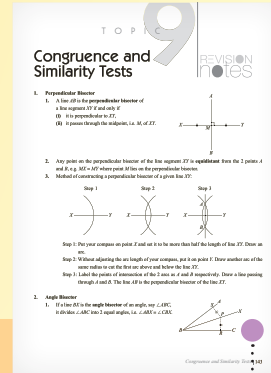 TOPIC
9
Congruence and
Similarity Tests
REVISION
notes
1. Perpendicular Bisector
1. A line AB is the perpendicular bisector of
a line segment XY if and only if
(i) it is perpendicular to XY,
(ii) it passes through the midpoint, i.e. M, of XY.
A
X M Y
B
2. Any point on the perpendicular bisector of the line segment XY is equidistant from the 2 points A
and B, e.g. MX = MY where point M lies on the perpendicular bisector.
3. Method of constructing a perpendicular bisector of a given line XY:
Step 1 Step 2 Step 3
A
X Y X Y X Y
B
Step 1: Put your compass on point X and set it to be more than half the length of line XY. Draw an
arc.
Step 2: Without adjusting the arc length of your compass, put it on point Y. Draw another arc of the
same radius to cut the first arc above and below the line XY.
Step 3: Label the points of intersection of the 2 arcs as A and B respectively. Draw a line passing
through A and B. The line AB is the perpendicular bisector of the line XY.
2. Angle Bisector
1. If a line BX is the angle bisector of an angle, say ∠ABC,
it divides ∠ABC into 2 equal angles, i.e. ∠ABX = ∠CBX.
A
X
P
B R C
Congruence and Similarity Tests
143